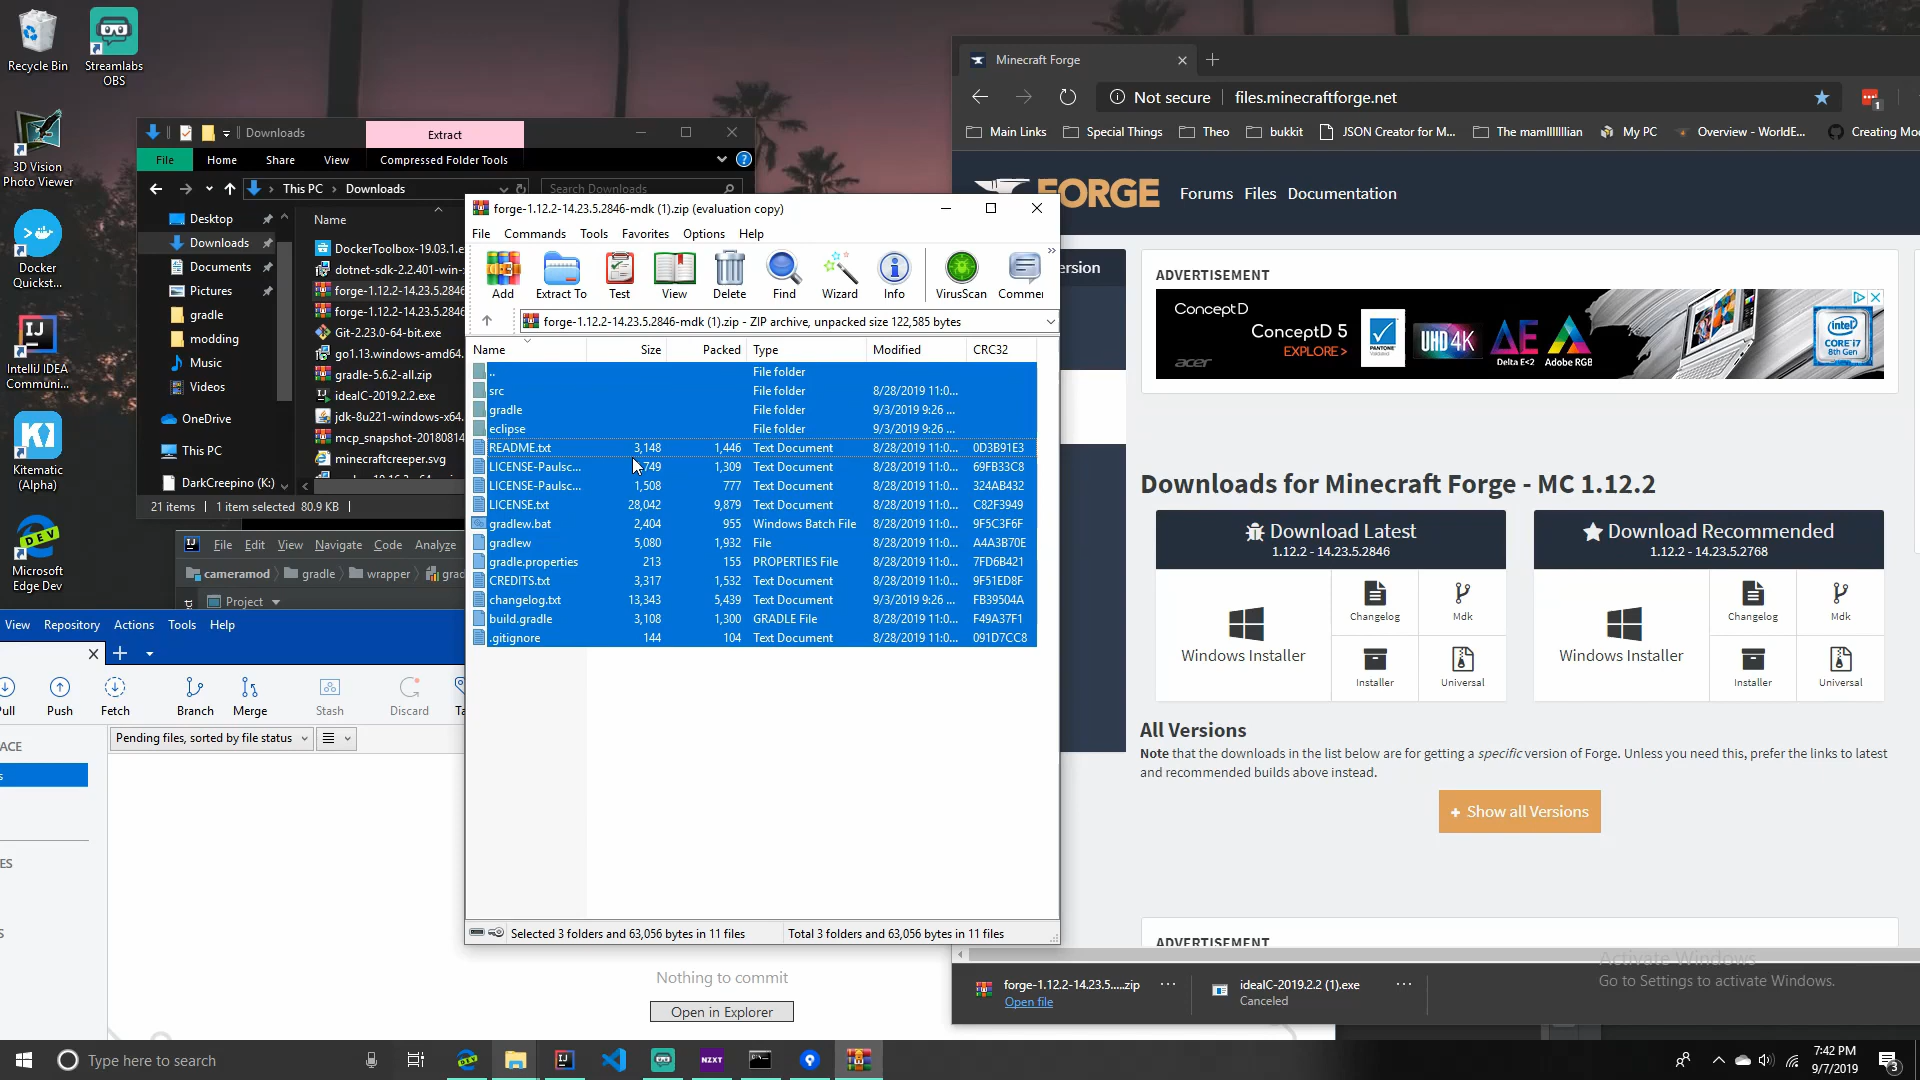 Recycle Bin
Streamlabs
OBS
3D Vision
Photo Viewer
Docker
Quickst...
IntelliJ IDEA
Communi...
Kitematic
(Alpha)
Microsoft
Edge Dev
Downloads
Extract
File
Home
Share
View
Compressed Folder Tools
This PC
Downloads
Search Downloads
Desktop
Downloads
Documents
Pictures
gradle
modding
Music
Videos
OneDrive
This PC
DarkCreepino (K:)
Name
DockerToolbox-19.03.1.e
dotnet-sdk-2.2.401-win-
forge-1.12.2-14.23.5.2846
forge-1.12.2-14.23.5.2846
Git-2.23.0-64-bit.exe
go1.13.windows-amd64.
gradle-5.6.2-all.zip
ideaIC-2019.2.2.exe
jdk-8u221-windows-x64.
mcp_snapshot-2018081
minecraftcreeper.svg
21 items
1 item selected 80.9 KB
File Edit View Navigate Code Analyze
cameramod
gradle
wrapper
grad
Project
View Repository Actions Tools Help
Pull
Push
Fetch
Branch
Merge
Stash
Discard
Ta
Pending files, sorted by file status
ACE
s
ES
S
Nothing to commit
Open in Explorer
forge-1.12.2-14.23.5.2846-mdk (1).zip (evaluation copy)
File Commands Tools Favorites Options Help
Add
Extract To
Test
View
Delete
Find
Wizard
Info
VirusScan
Commer
forge-1.12.2-14.23.5.2846-mdk (1).zip - ZIP archive, unpacked size 122,585 bytes
Name Size Packed Type Modified CRC32
.. File folder
src File folder 8/28/2019 11:0...
gradle File folder 9/3/2019 9:26 ...
eclipse File folder 9/3/2019 9:26 ...
README.txt 3,148 1,446 Text Document 8/28/2019 11:0... 0D3B91E3
LICENSE-Paulsc... 749 1,309 Text Document 8/28/2019 11:0... 69FB33C8
LICENSE-Paulsc... 1,508 777 Text Document 8/28/2019 11:0... 324AB432
LICENSE.txt 28,042 9,879 Text Document 8/28/2019 11:0... C82F3949
gradlew.bat 2,404 955 Windows Batch File 8/28/2019 11:0... 9F5C3F6F
gradlew 5,080 1,932 File 8/28/2019 11:0... A4A3B70E
gradle.properties 213 155 PROPERTIES File 8/28/2019 11:0... 7FD6B421
CREDITS.txt 3,317 1,532 Text Document 8/28/2019 11:0... 9F51ED8F
changelog.txt 13,343 5,439 Text Document 9/3/2019 9:26 ... FB39504A
build.gradle 3,108 1,300 GRADLE File 8/28/2019 11:0... F49A37F1
.gitignore 144 104 Text Document 8/28/2019 11:0... 091D7CC8
Selected 3 folders and 63,056 bytes in 11 files
Total 3 folders and 63,056 bytes in 11 files
Minecraft Forge
Not secure
files.minecraftforge.net
1
Main Links
Special Things
Theo
bukkit
JSON Creator for M...
The mamllllllllian
My PC
Overview - WorldE...
Creating Mo
FORGE
Forums Files Documentation
ersion
ADVERTISEMENT
CONCEPT D
CONCEPT D 5
EXPLORE >
acer
PANTONE
Validated
UHD 4K
Delta E<2
Adobe RGB
intel
CORE i7
8th Gen
Downloads for Minecraft Forge - MC 1.12.2
Download Latest
1.12.2 - 14.23.5.2846
Windows Installer
Changelog
Mdk
Installer
Universal
Download Recommended
1.12.2 - 14.23.5.2768
Windows Installer
Changelog
Mdk
Installer
Universal
All Versions
Note that the downloads in the list below are for getting a specific version of Forge. Unless you need this, prefer the links to latest
and recommended builds above instead.
+ Show all Versions
ADVERTISEMENT
Activate Windows
Go to Settings to activate Windows.
forge-1.12.2-14.23.5.....zip
Open file
ideaIC-2019.2.2 (1).exe
Canceled
Type here to search
DEV
NZXT
7:42 PM
9/7/2019
3